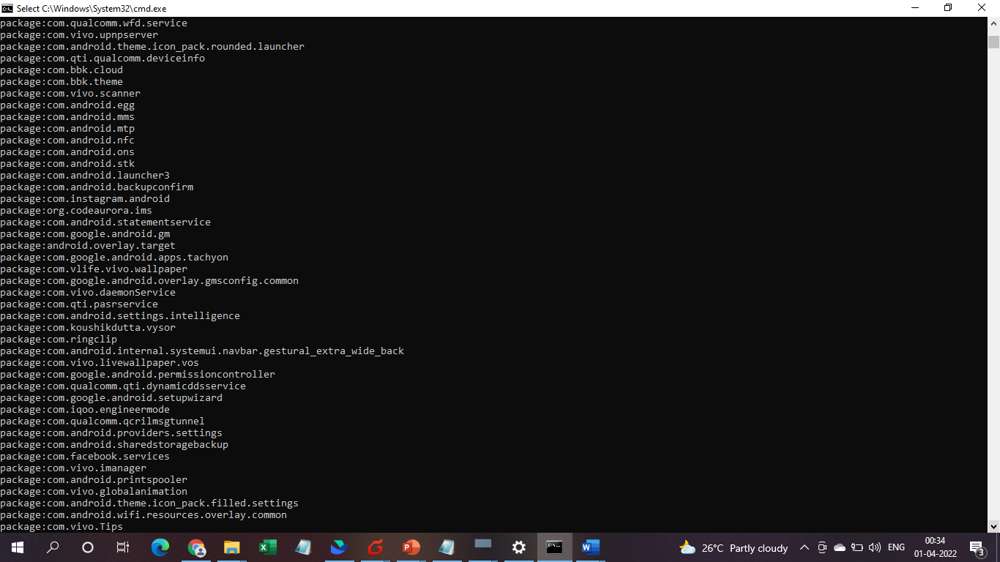 Select C:\Windows\System32\cmd.exe
package:com.qualcomm.wfd.service
package:com.vivo.upnpserver
package:com.android.theme.icon_pack.rounded.launcher
package:com.qti.qualcomm.deviceinfo
package:com.bbk.cloud
package:com.bbk.theme
package:com.vivo.scanner
package:com.android.egg
package:com.android.mms
package:com.android.mtp
package:com.android.nfc
package:com.android.ons
package:com.android.stk
package:com.android.launcher3
package:com.android.backupconfirm
package:com.instagram.android
package:org.codeaurora.ims
package:com.android.statementservice
package:com.google.android.gm
package:android.overlay.target
package:com.google.android.apps.tachyon
package:com.vlife.vivo.wallpaper
package:com.google.android.overlay.gmsconfig.common
package:com.vivo.daemonService
package:com.qti.pasrservice
package:com.android.settings.intelligence
package:com.koushikdutta.vysor
package:com.ringclip
package:com.android.internal.systemui.navbar.gestural_extra_wide_back
package:com.vivo.livewallpaper.vos
package:com.google.android.permissioncontroller
package:com.qualcomm.qti.dynamicddsservice
package:com.google.android.setupwizard
package:com.iqoo.engineermode
package:com.qualcomm.qcrilmsgtunnel
package:com.android.providers.settings
package:com.android.sharedstoragebackup
package:com.facebook.services
package:com.vivo.imanager
package:com.android.printspooler
package:com.vivo.globalanimation
package:com.android.theme.icon_pack.filled.settings
package:com.android.wifi.resources.overlay.common
package:com.vivo.Tips
26°C Partly cloudy
ENG
00:34
01-04-2022
3